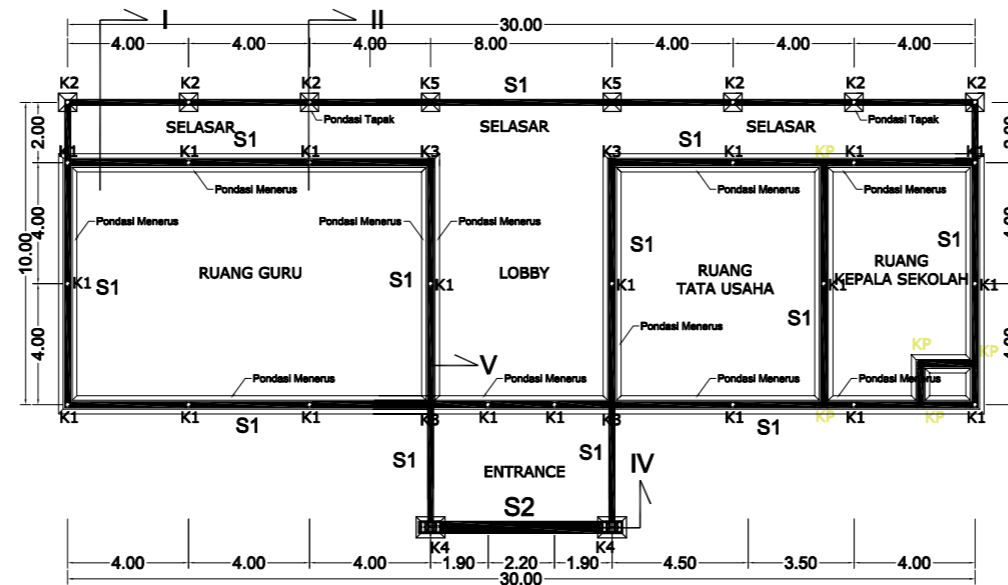 I II
30.00
4.00 4.00 4.00 8.00 4.00 4.00 4.00
K2 K2 K2 K5 S1 K5 K2 K2 K2
Pondasi Tapak Pondasi Tapak
SELASAR SELASAR SELASAR
2.00 S1 S1
K1 K1 K1 K3 K3 K1 KP K1 K1
Pondasi Menerus Pondasi Menerus Pondasi Menerus
Pondasi Menerus Pondasi Menerus Pondasi Menerus
4.00 S1 S1
10.00
RUANG GURU LOBBY RUANG TATA USAHA RUANG KEPALA SEKOLAH
K1 S1 S1 K1 K1 K1 K1
S1
Pondasi Menerus
4.00
KP KP
V
Pondasi Menerus Pondasi Menerus Pondasi Menerus Pondasi Menerus
K1 K1 K1 K3 K1 K1 K3 K1 KP K1 KP K1
S1 S1
S1 S1
ENTRANCE IV
S2
K4 K4
4.00 4.00 4.00 1.90 2.20 1.90 4.50 3.50 4.00
30.00